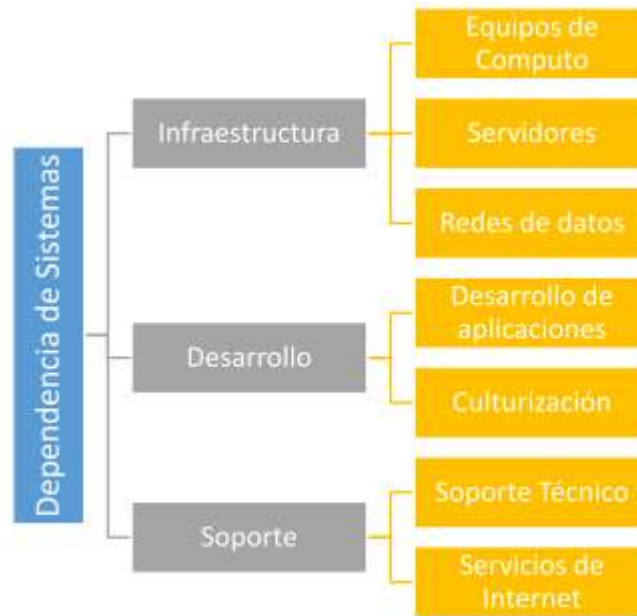 Dependencia de Sistemas
Infraestructura
Equipos de
Computo
Servidores
Redes de datos
Desarrollo
Desarrollo de
aplicaciones
Culturización
Soporte
Soporte Técnico
Servicios de
Internet